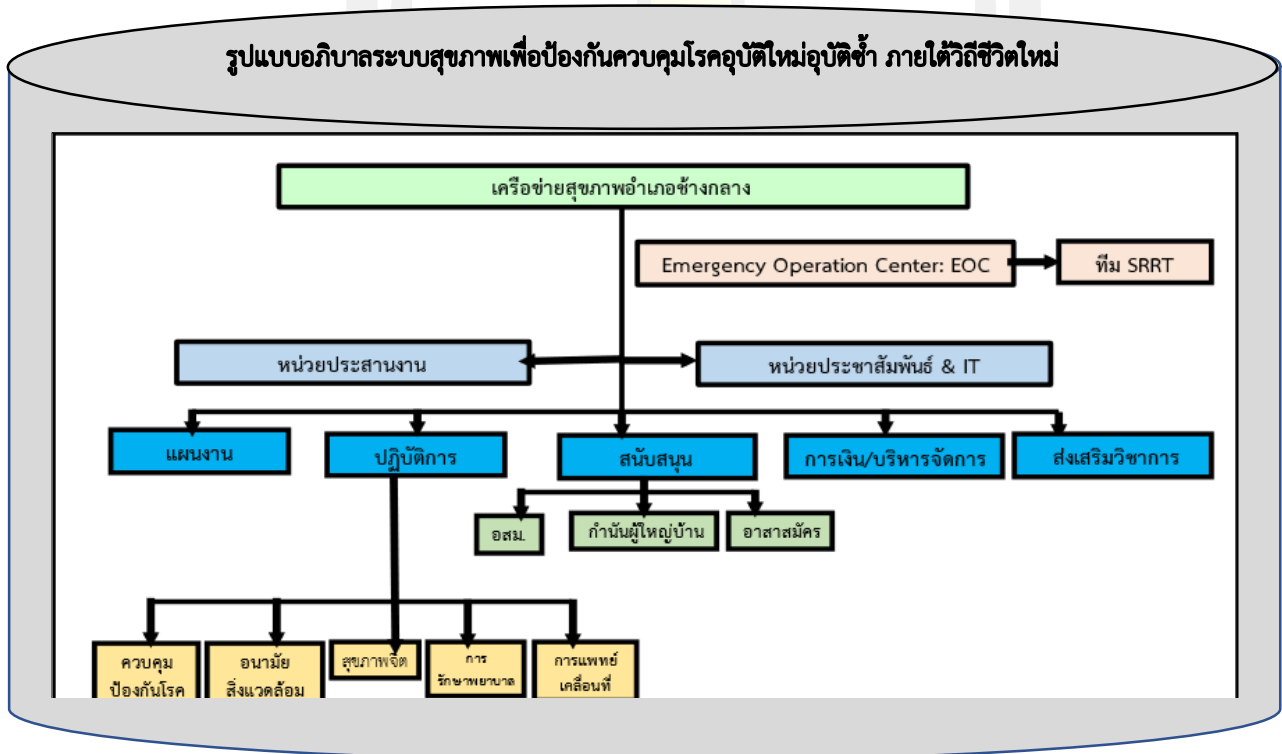 รูปแบบอภิบาลระบบสุขภาพเพื่อป้องกันควบคุมโรคอุบัติใหม่อุบัติซ้ำ ภายใต้วิถีชีวิตใหม่
เครือข่ายสุขภาพอำเภอช้างกลาง
Emergency Operation Center: EOC
ทีม SRRT
หน่วยประสานงาน
หน่วยประชาสัมพันธ์ & IT
แผนงาน
ปฏิบัติการ
สนับสนุน
การเงิน/บริหารจัดการ
ส่งเสริมวิชาการ
อสม.
กำนันผู้ใหญ่บ้าน
อาสาสมัคร
ควบคุม
ป้องกันโรค
อนามัย
สิ่งแวดล้อม
สุขภาพจิต
การ
รักษาพยาบาล
การแพทย์
เคลื่อนที่